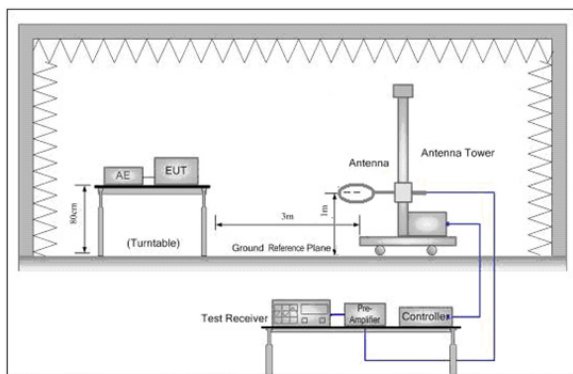 Antenna Tower
Antenna
AE
EUT
80cm
3m
1m
(Turntable)
Ground Reference Plane
Test Receiver
Pre-
Amplifier
Controller